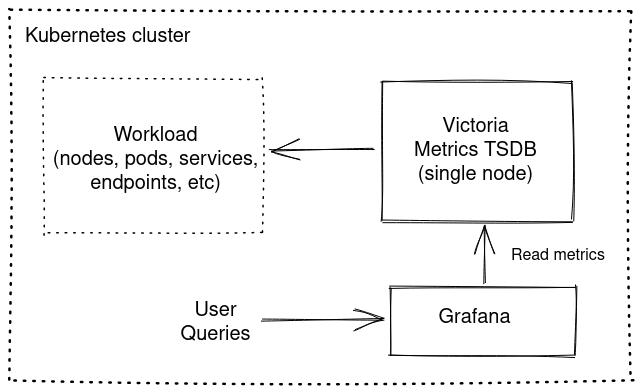 Kubernetes cluster
Workload
(nodes, pods, services,
endpoints, etc)
Victoria
Metrics TSDB
(single node)
Read metrics
User
Queries
Grafana